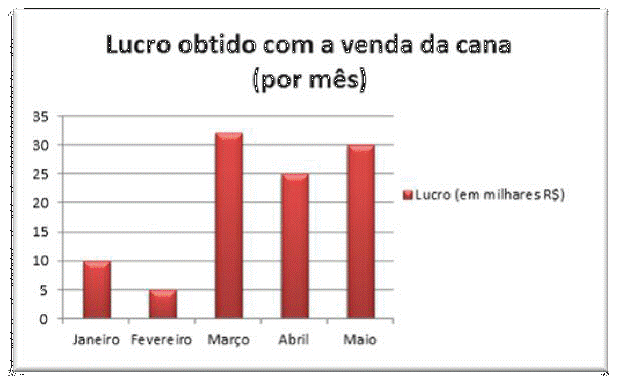 Lucro obtido com a venda da cana
(por mês)
35
30
25
20
15
10
5
0
Janeiro Fevereiro Março Abril Maio
Lucro (em milhares R$)